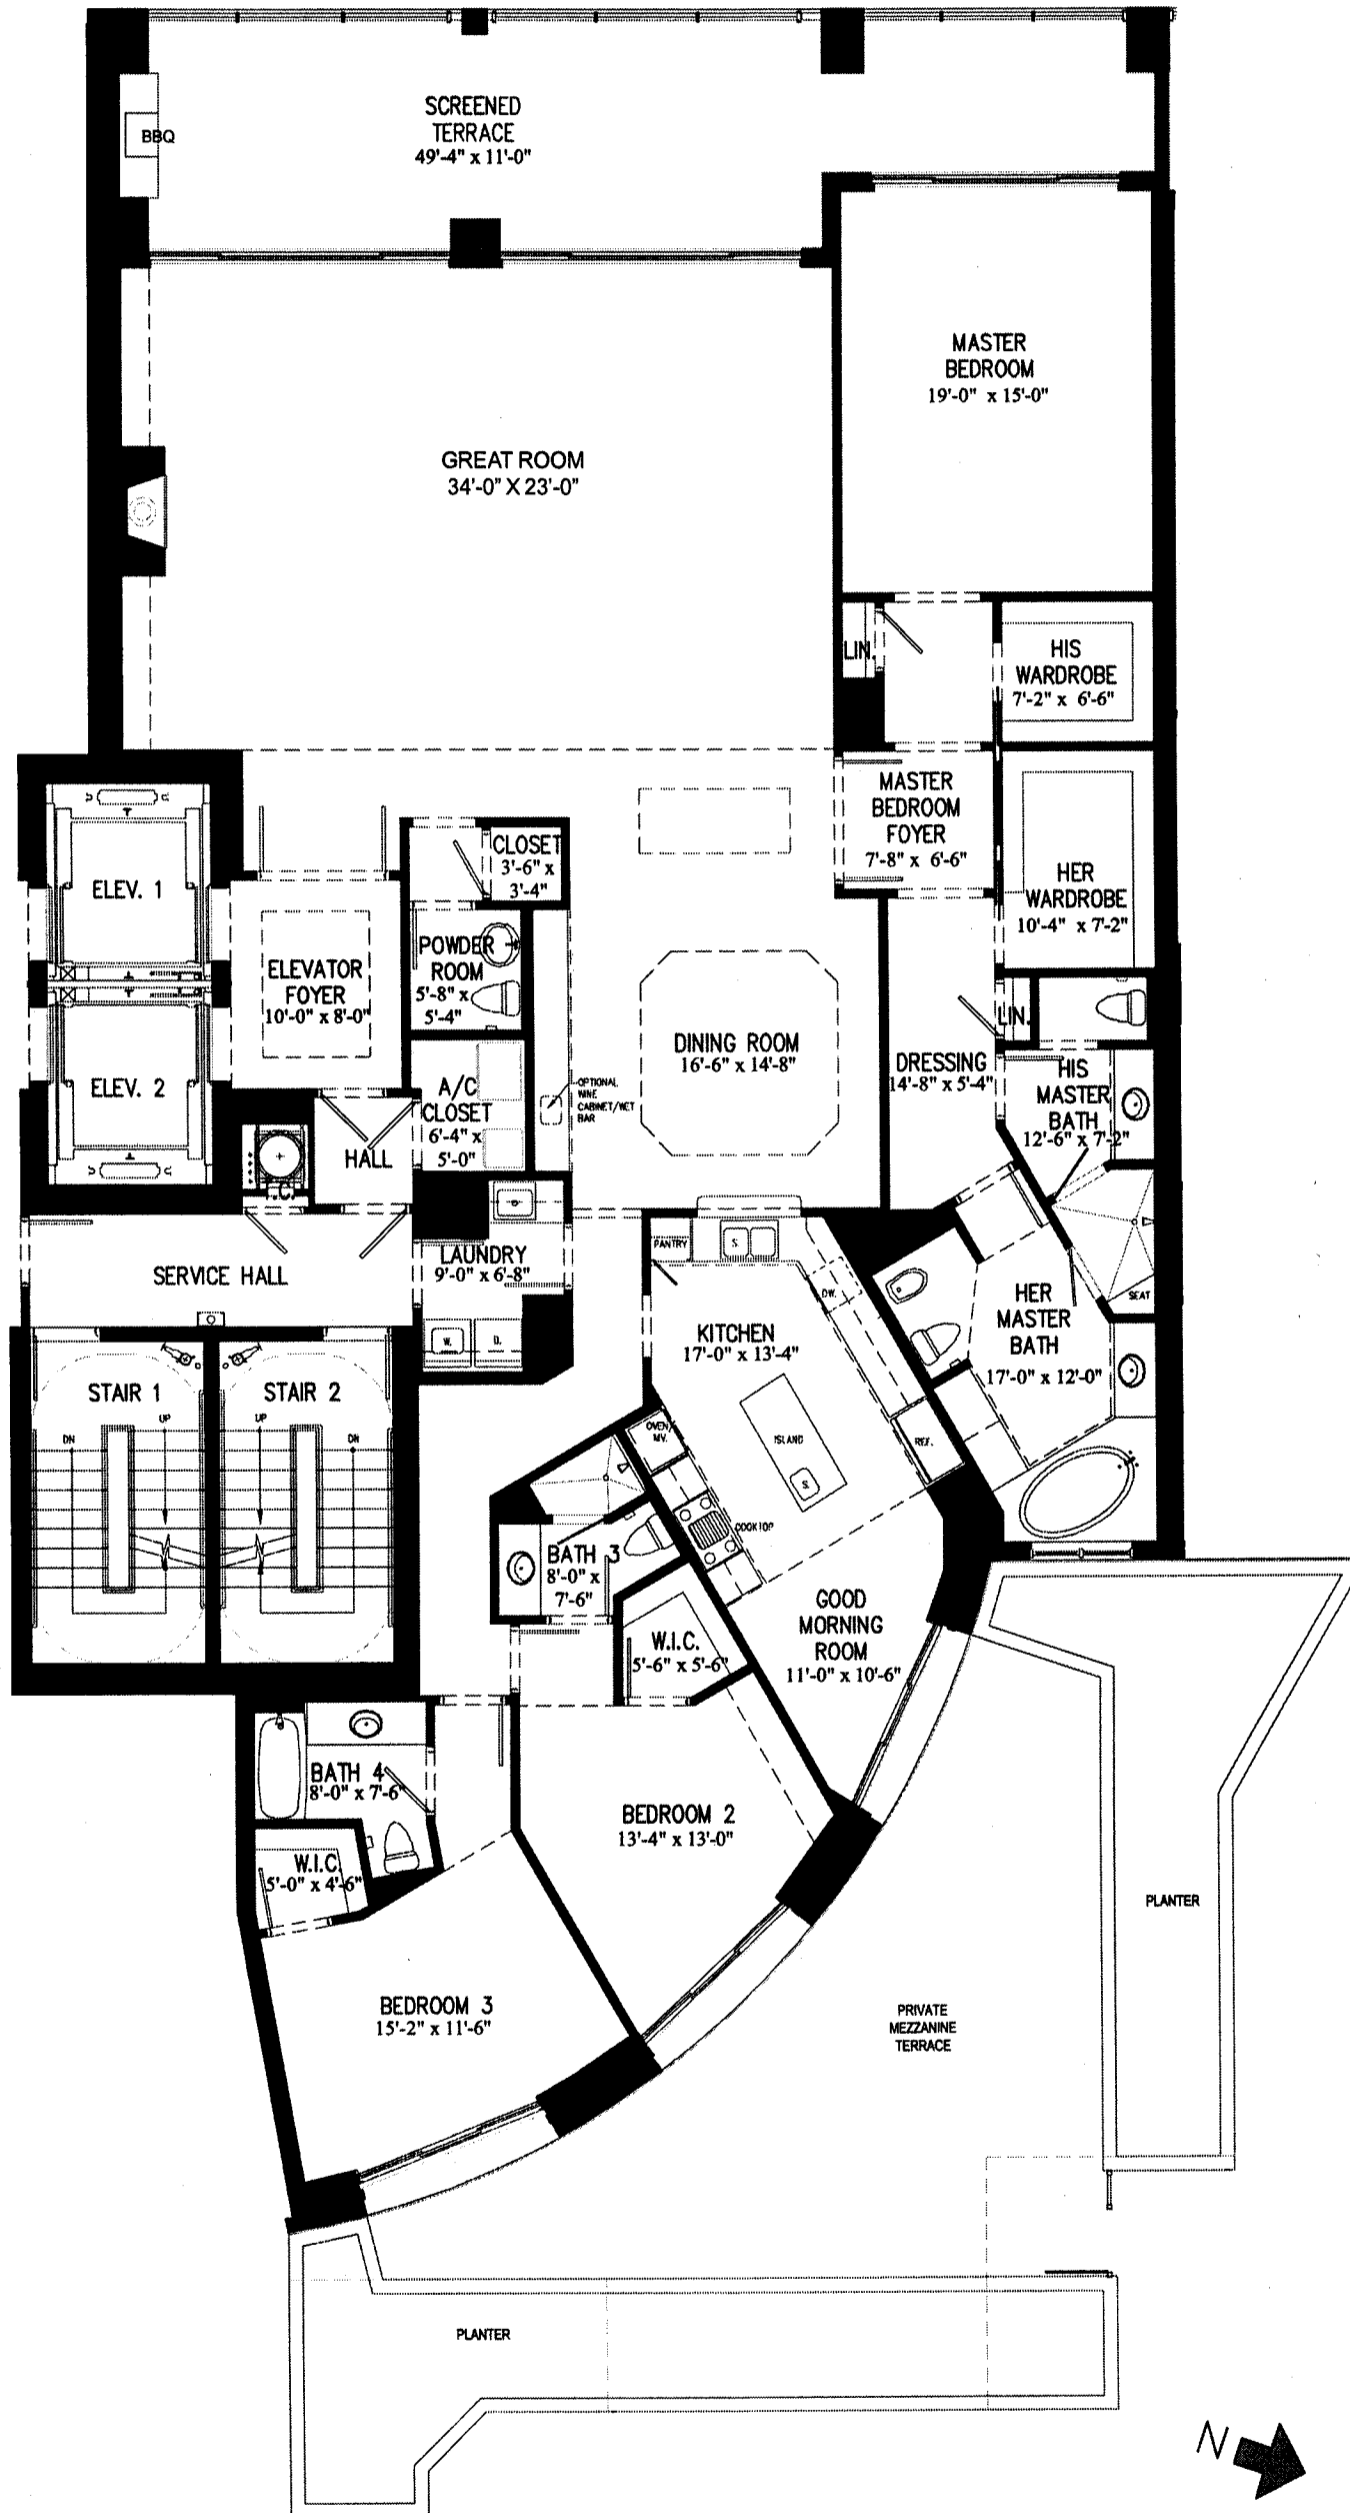 SCREENED
TERRACE
49'-4" x 11'-0"
BBQ
MASTER
BEDROOM
19'-0" x 15'-0"
GREAT ROOM
34'-0" X 23'-0"
LIN.
HIS
WARDROBE
7'-2" x 6'-6"
MASTER
BEDROOM
FOYER
7'-8" x 6'-6"
CLOSET
3'-6" x
3'-4"
ELEV. 1
HER
WARDROBE
10'-4" x 7'-2"
POWDER
ROOM
5'-8" x
5'-4"
ELEVATOR
FOYER
10'-0" x 8'-0"
LIN.
DINING ROOM
16'-6" x 14'-8"
DRESSING
14'-8" x 5'-4"
HIS
MASTER
BATH
12'-6" x 7'-2"
ELEV. 2
A/C
CLOSET
6'-4" x
5'-0"
OPTIONAL
WINE
CABINET/WET
BAR
HALL
T.C.
SERVICE HALL
LAUNDRY
9'-0" x 6'-8"
W.
D.
PANTRY
S.
DW.
SEAT
HER
MASTER
BATH
17'-0" x 12'-0"
KITCHEN
17'-0" x 13'-4"
STAIR 1
STAIR 2
UP
DN
UP
DN
OVEN/
MV.
ISLAND
S.
REF.
COOKTOP
BATH 3
8'-0" x
7'-6"
W.I.C.
5'-6" x 5'-6"
GOOD
MORNING
ROOM
11'-0" x 10'-6"
BATH 4
8'-0" x 7'-6"
W.I.C.
5'-0" x 4'-6"
BEDROOM 2
13'-4" x 13'-0"
BEDROOM 3
15'-2" x 11'-6"
PLANTER
PRIVATE
MEZZANINE
TERRACE
PLANTER
N